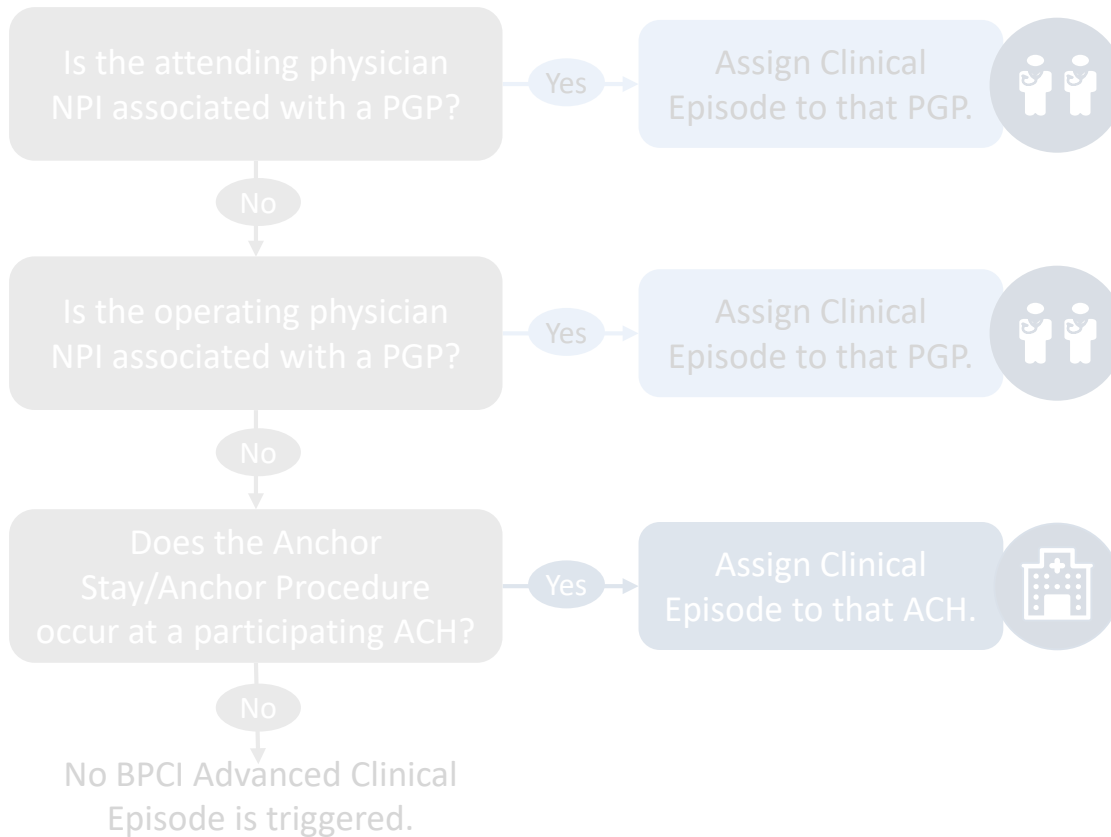 Is the attending physician
NPI associated with a PGP?
Yes
Assign Clinical
Episode to that PGP.
No
Is the operating physician
NPI associated with a PGP?
Yes
Assign Clinical
Episode to that PGP.
No
Does the Anchor
Stay/Anchor Procedure
occur at a participating ACH?
Yes
Assign Clinical
Episode to that ACH.
No
No BPCI Advanced Clinical
Episode is triggered.